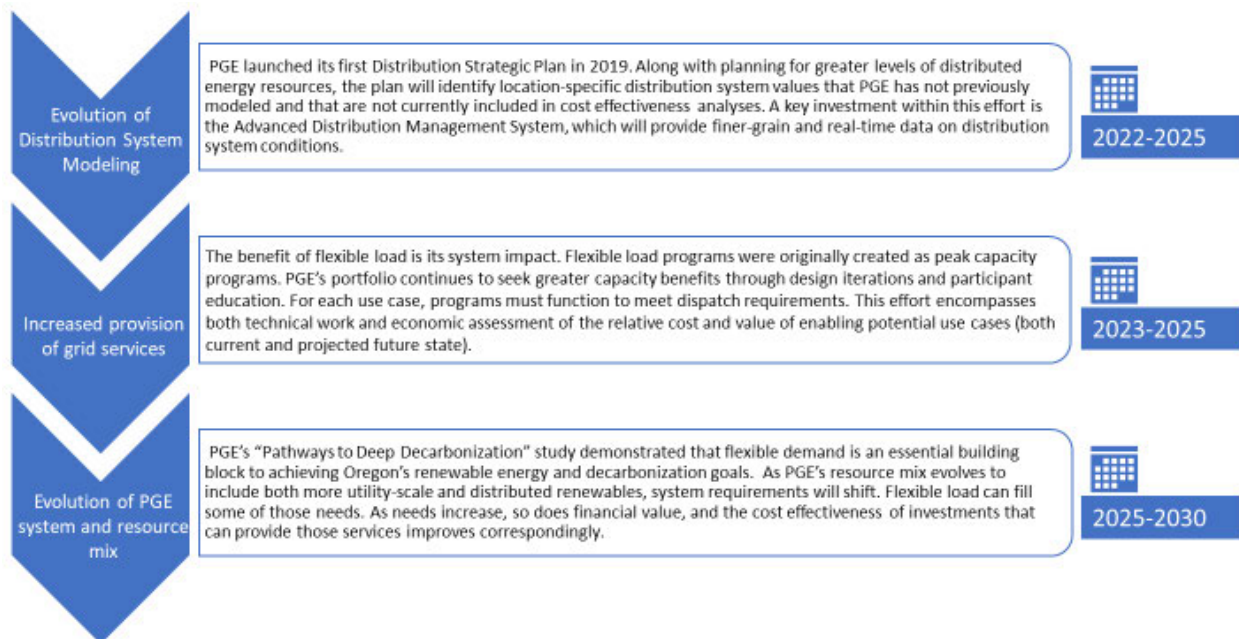 Evolution of
Distribution System
Modeling
PGE launched its first Distribution Strategic Plan in 2019. Along with planning for greater levels of distributed
energy resources, the plan will identify location-specific distribution system values that PGE has not previously
modeled and that are not currently included in cost effectiveness analyses. A key investment within this effort is
the Advanced Distribution Management System, which will provide finer-grain and real-time data on distribution
system conditions.
2022-2025
Increased provision
of grid services
The benefit of flexible load is its system impact. Flexible load programs were originally created as peak capacity
programs. PGE's portfolio continues to seek greater capacity benefits through design iterations and participant
education. For each use case, programs must function to meet dispatch requirements. This effort encompasses
both technical work and economic assessment of the relative cost and value of enabling potential use cases (both
current and projected future state).
2023-2025
Evolution of PGE
system and resource
mix
PGE's “Pathways to Deep Decarbonization” study demonstrated that flexible demand is an essential building
block to achieving Oregon's renewable energy and decarbonization goals. As PGE's resource mix evolves to
include both more utility-scale and distributed renewables, system requirements will shift. Flexible load can fill
some of those needs. As needs increase, so does financial value, and the cost effectiveness of investments that
can provide those services improves correspondingly.
2025-2030